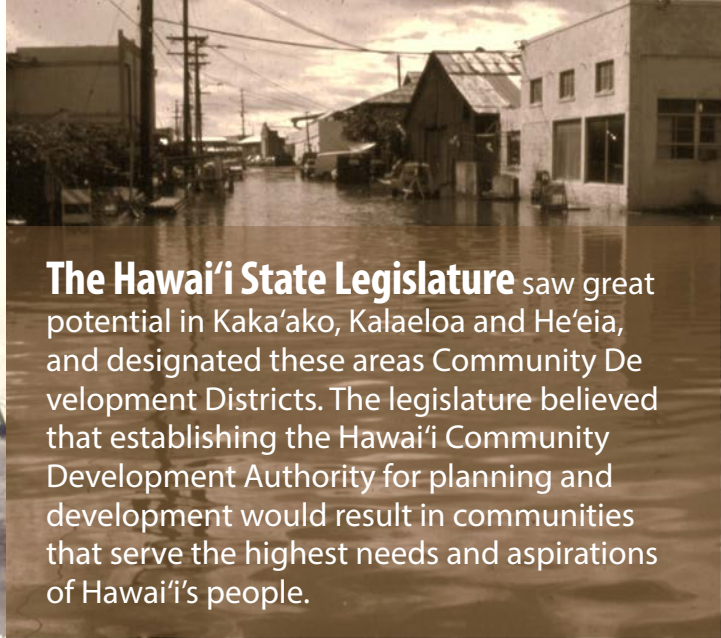 The Hawai‘i State Legislature saw great
potential in Kaka‘ako, Kalaeloa and He‘eia,
and designated these areas Community De
velopment Districts. The legislature believed
that establishing the Hawai‘i Community
Development Authority for planning and
development would result in communities
that serve the highest needs and aspirations
of Hawai‘i’s people.